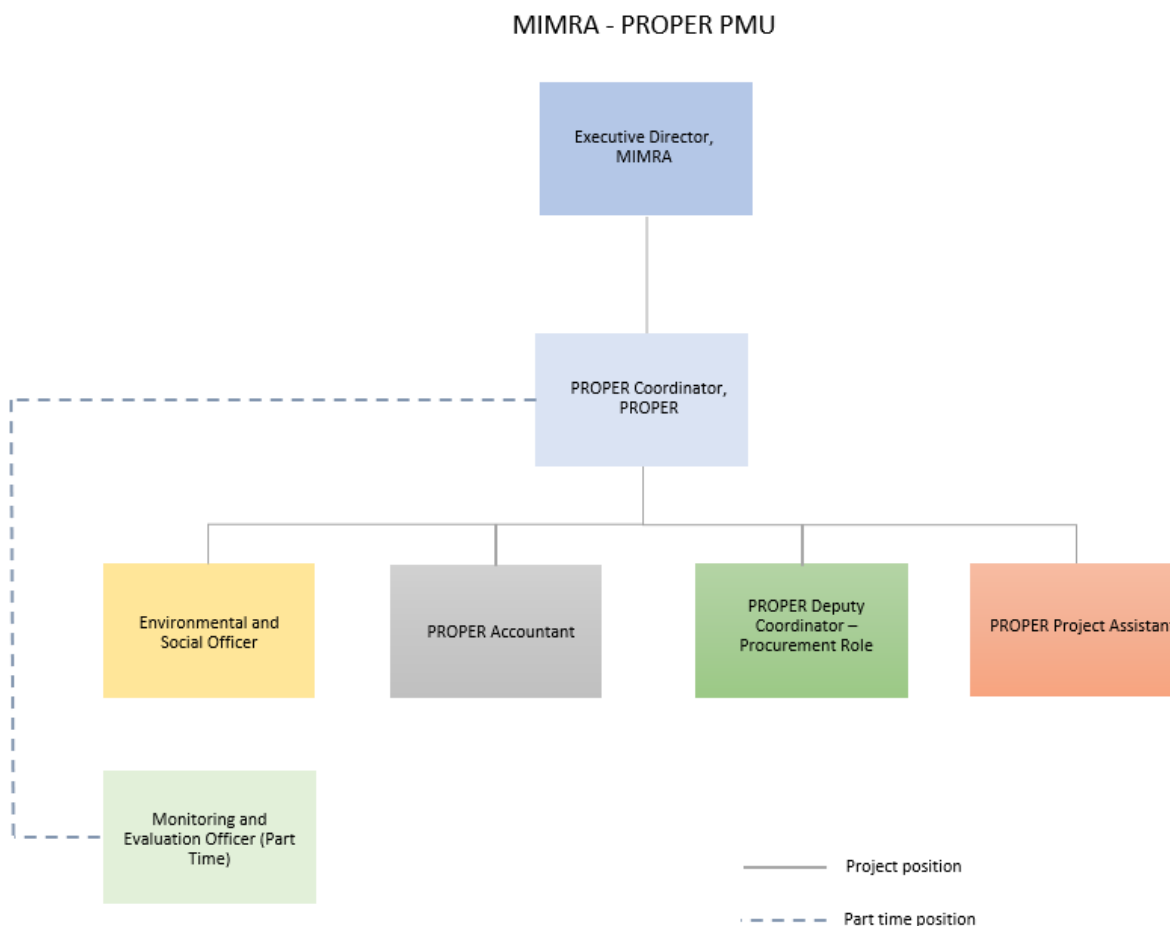 MIMRA - PROPER PMU
Executive Director,
MIMRA
PROPER Coordinator,
PROPER
Environmental and
Social Officer
PROPER Accountant
PROPER Deputy
Coordinator –
Procurement Role
PROPER Project Assistant
Monitoring and
Evaluation Officer (Part
Time)
Project position
Part time position